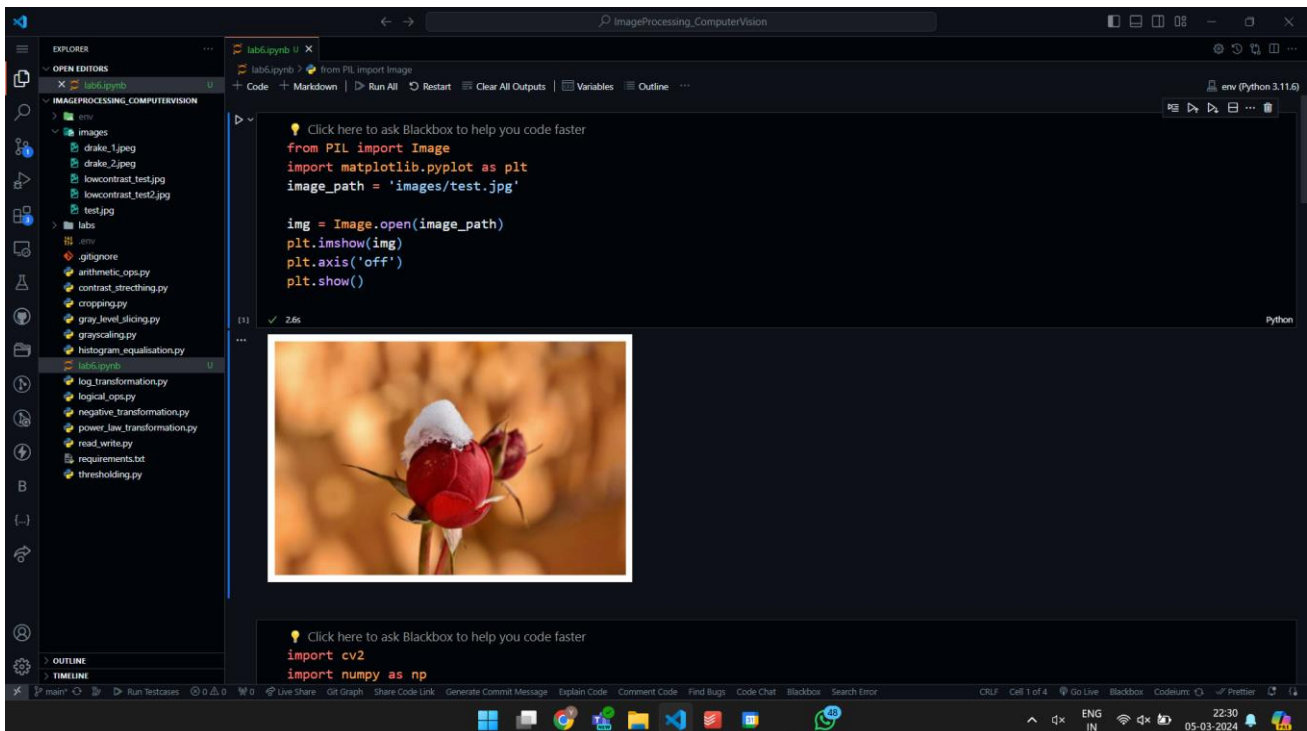 ImageProcessing_ComputerVision
EXPLORER
OPEN EDITORS
lab6.ipynb U
IMAGEPROCESSING_COMPUTERVISION
env
images
drake_1.jpeg
drake_2.jpeg
lowcontrast_test.jpg
lowcontrast_test2.jpg
test.jpg
labs
.env
.gitignore
arithmetic_ops.py
contrast_strecthing.py
cropping.py
gray_level_slicing.py
grayscaling.py
histogram_equalisation.py
lab6.ipynb U
log_transformation.py
logical_ops.py
negative_transformation.py
power_law_transformation.py
read_write.py
requirements.txt
thresholding.py
OUTLINE
TIMELINE
lab6.ipynb U
lab6.ipynb > from PIL import Image
+ Code + Markdown | Run All Restart Clear All Outputs | Variables Outline ...
env (Python 3.11.6)
Click here to ask Blackbox to help you code faster
from PIL import Image
import matplotlib.pyplot as plt
image_path = 'images/test.jpg'
img = Image.open(image_path)
plt.imshow(img)
plt.axis('off')
plt.show()
[1] ✓ 2.6s
Python
Click here to ask Blackbox to help you code faster
import cv2
import numpy as np
main* Run Testcases 0 0 0 Live Share Git Graph Share Code Link Generate Commit Message Explain Code Comment Code Find Bugs Code Chat Blackbox Search Error
CRLF Cell 1 of 4 Go Live Blackbox Codeium: Prettier
48
ENG
IN
22:30
05-03-2024